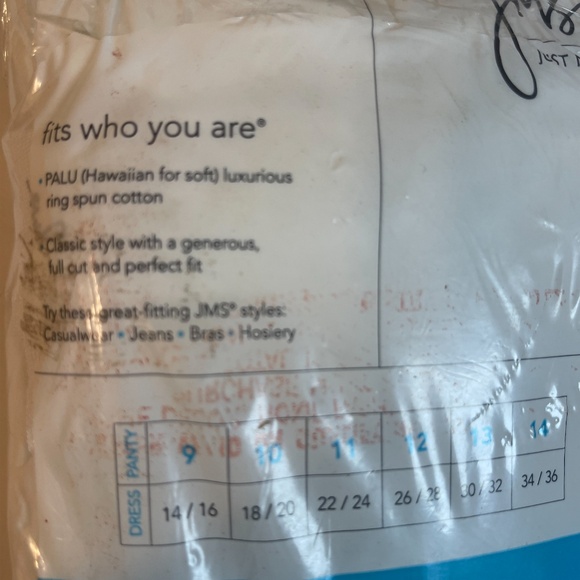 JMS
JUST
fits who you are®
• PALU (Hawaiian for soft) luxurious
ring spun cotton
• Classic style with a generous,
full cut and perfect fit
Try these great-fitting JMS® styles:
Casualwear • Jeans • Bras • Hosiery
PANTY 9 10 11 12 13 14
DRESS 14 / 16 18 / 20 22 / 24 26 / 28 30 / 32 34 / 36